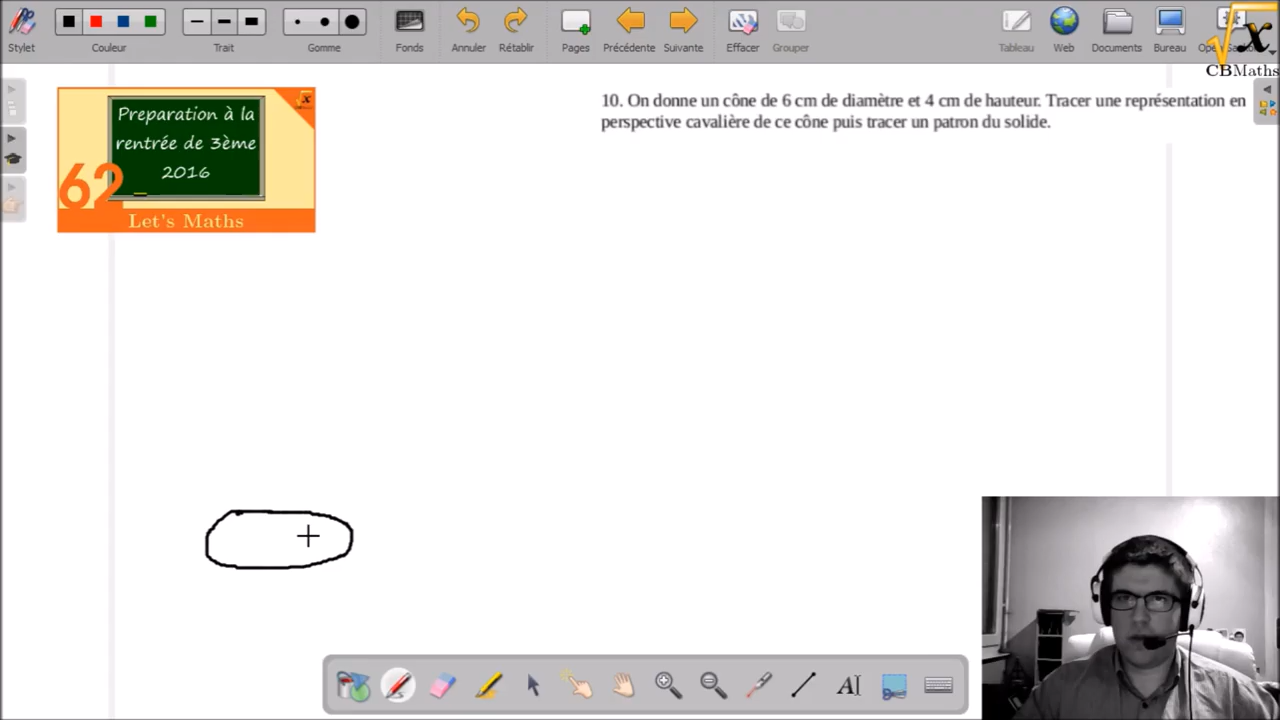 Stylet
Couleur
Trait
Gomme
Fonds
Annuler
Rétablir
Pages
Précédente
Suivante
Effacer
Grouper
Tableau
Web
Documents
Bureau
CBMaths
Preparation à la
rentrée de 3ème
2016
62
Let's Maths
10. On donne un cône de 6 cm de diamètre et 4 cm de hauteur. Tracer une représentation en
perspective cavalière de ce cône puis tracer un patron du solide.